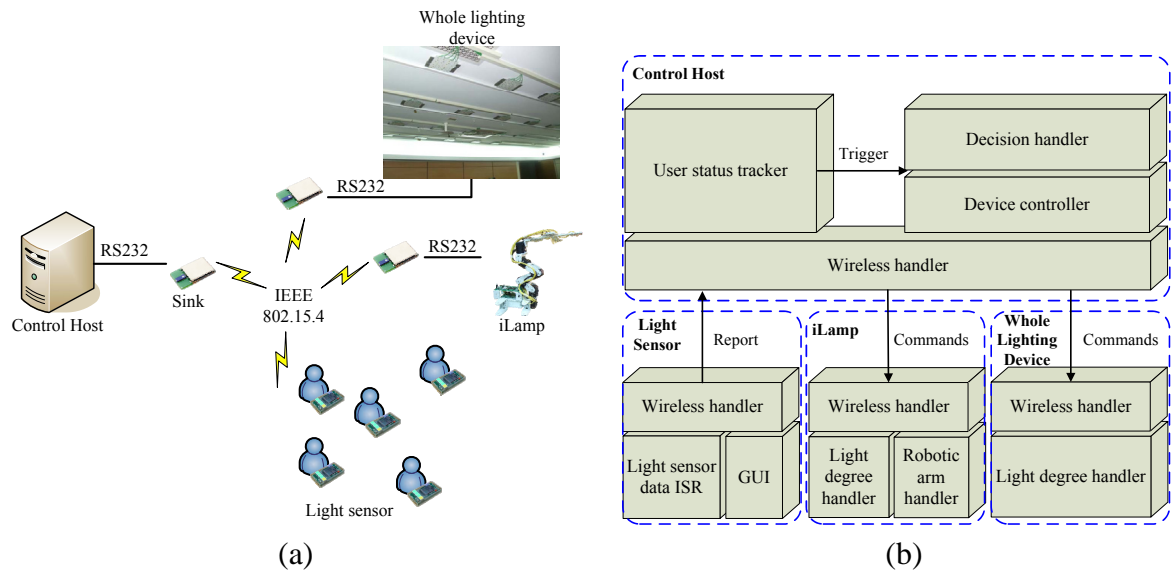 Whole lighting
device
RS232
RS232
RS232
Sink
IEEE
802.15.4
Control Host
iLamp
Light sensor
(a)
Control Host
User status tracker
Trigger
Decision handler
Device controller
Wireless handler
Light
Sensor
Report
Wireless handler
Light sensor
data ISR
GUI
iLamp
Commands
Wireless handler
Light
degree
handler
Robotic
arm
handler
Whole
Lighting
Device
Commands
Wireless handler
Light degree handler
(b)